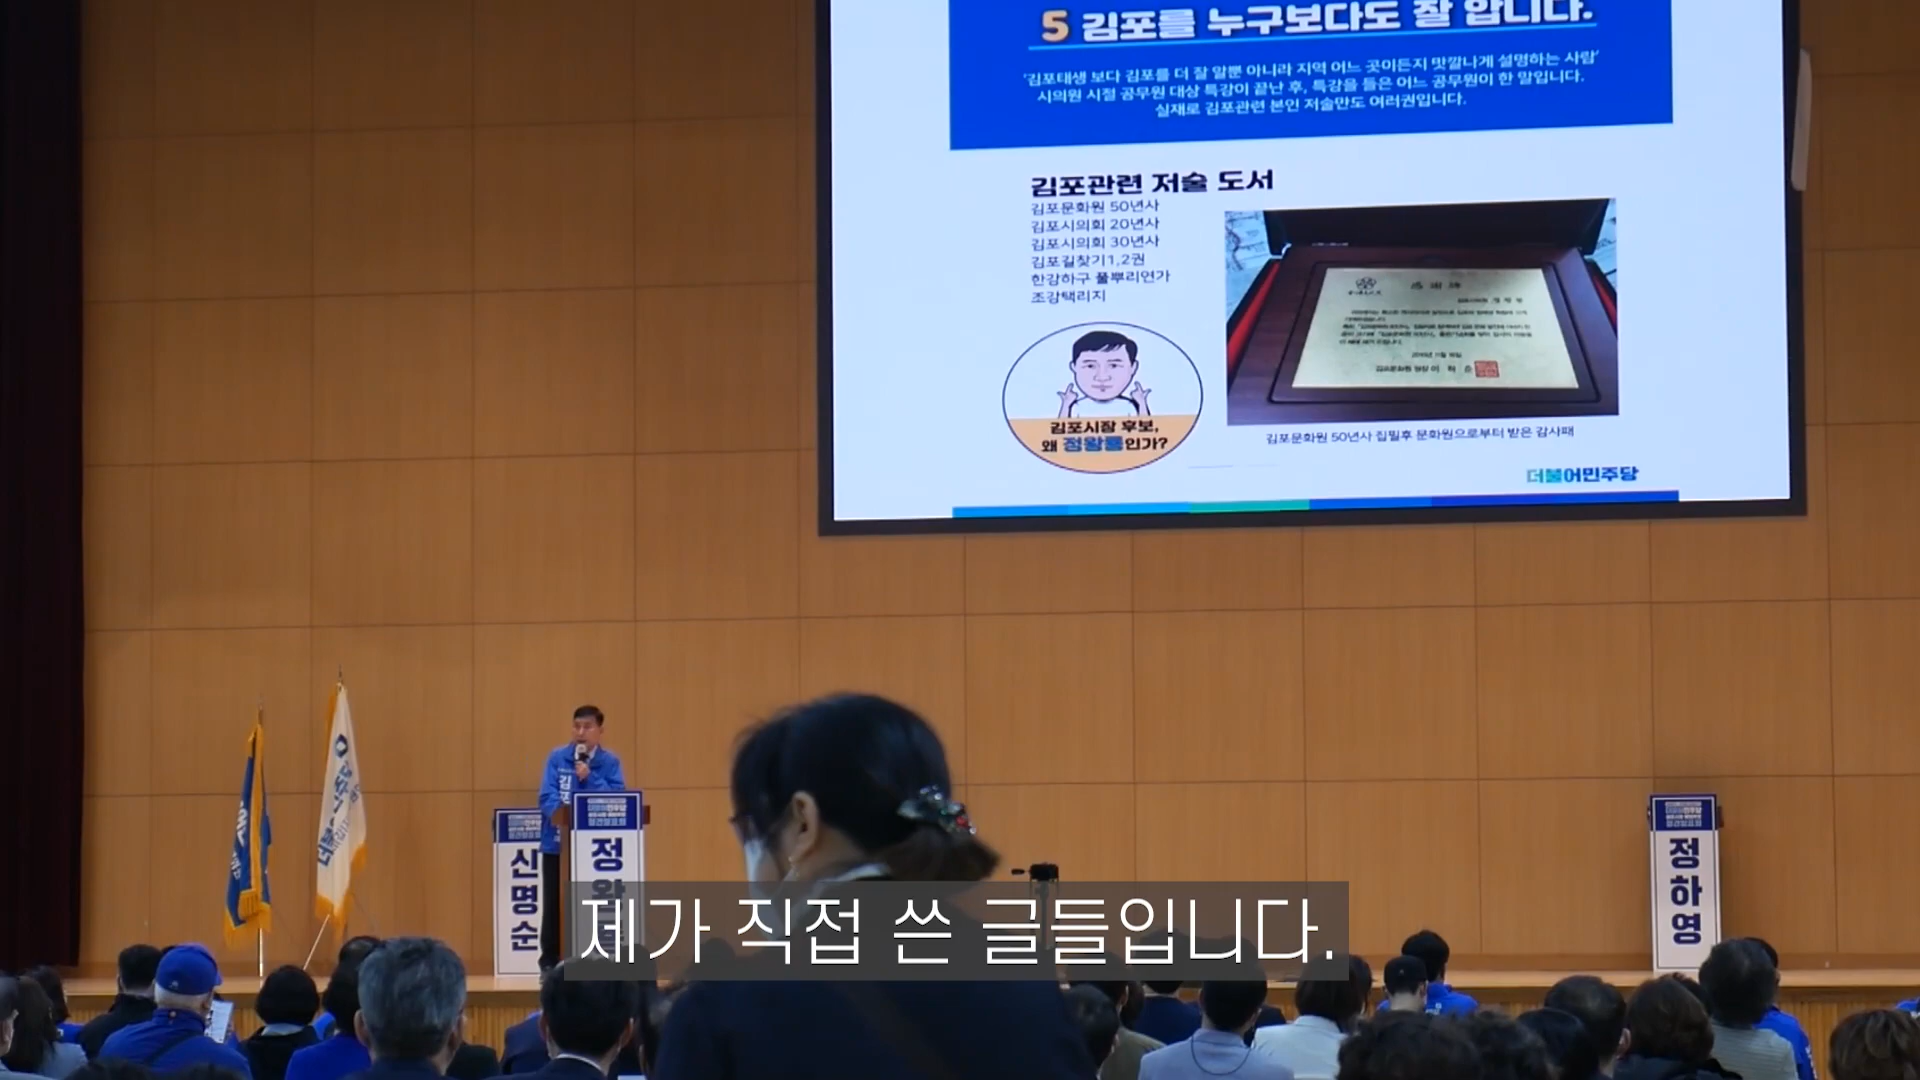 5 김포를 누구보다도 잘 압니다.
'김포태생 보다 김포를 더 잘 알뿐 아니라 지역 어느 곳이든지 맛깔나게 설명하는 사람'
시의원 시절 공무원 대상 특강이 끝난 후, 특강을 들은 어느 공무원이 한 말입니다.
실재로 김포관련 본인 저술만도 여러권입니다.
김포관련 저술 도서
김포문화원 50년사
김포시의회 20년사
김포시의회 30년사
김포길찾기1,2권
한강하구 풀뿌리연가
조강택리지
感謝牌
김포시장 후보,
왜 정왕룡인가?
김포문화원 50년사 집필후 문화원으로부터 받은 감사패
더불어민주당
신명순
정왕
정하영
제가 직접 쓴 글들입니다.